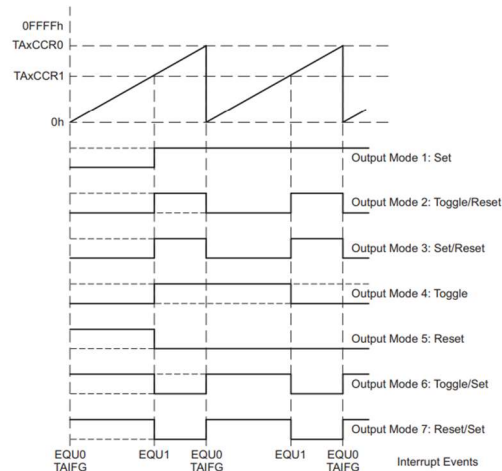 0FFFFh
TAxCCR0
TAxCCR1
0h
Output Mode 1: Set
Output Mode 2: Toggle/Reset
Output Mode 3: Set/Reset
Output Mode 4: Toggle
Output Mode 5: Reset
Output Mode 6: Toggle/Set
Output Mode 7: Reset/Set
EQU0 EQU1 EQU0 EQU1 EQU0
TAIFG TAIFG TAIFG Interrupt Events